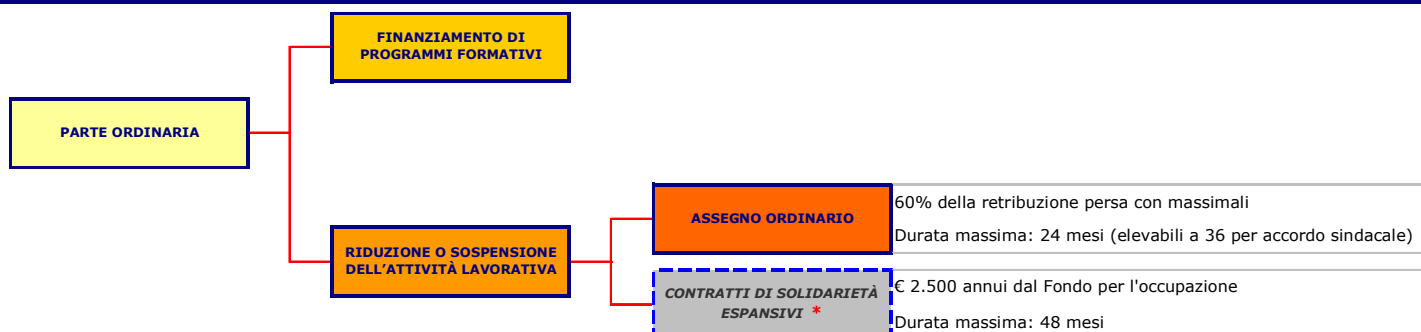 FINANZIAMENTO DI
PROGRAMMI FORMATIVI
PARTE ORDINARIA
RIDUZIONE O SOSPENSIONE
DELL'ATTIVITÀ LAVORATIVA
ASSEGNO ORDINARIO
60% della retribuzione persa con massimali
Durata massima: 24 mesi (elevabili a 36 per accordo sindacale)
CONTRATTI DI SOLIDARIETÀ
ESPANSIVI *
€ 2.500 annui dal Fondo per l'occupazione
Durata massima: 48 mesi